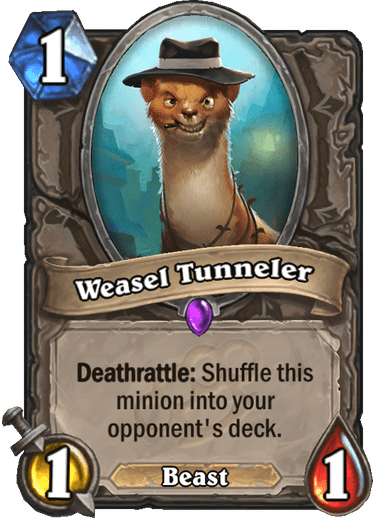 1
Weasel Tunneler
Deathrattle: Shuffle this
minion into your
opponent's deck.
1
Beast
1